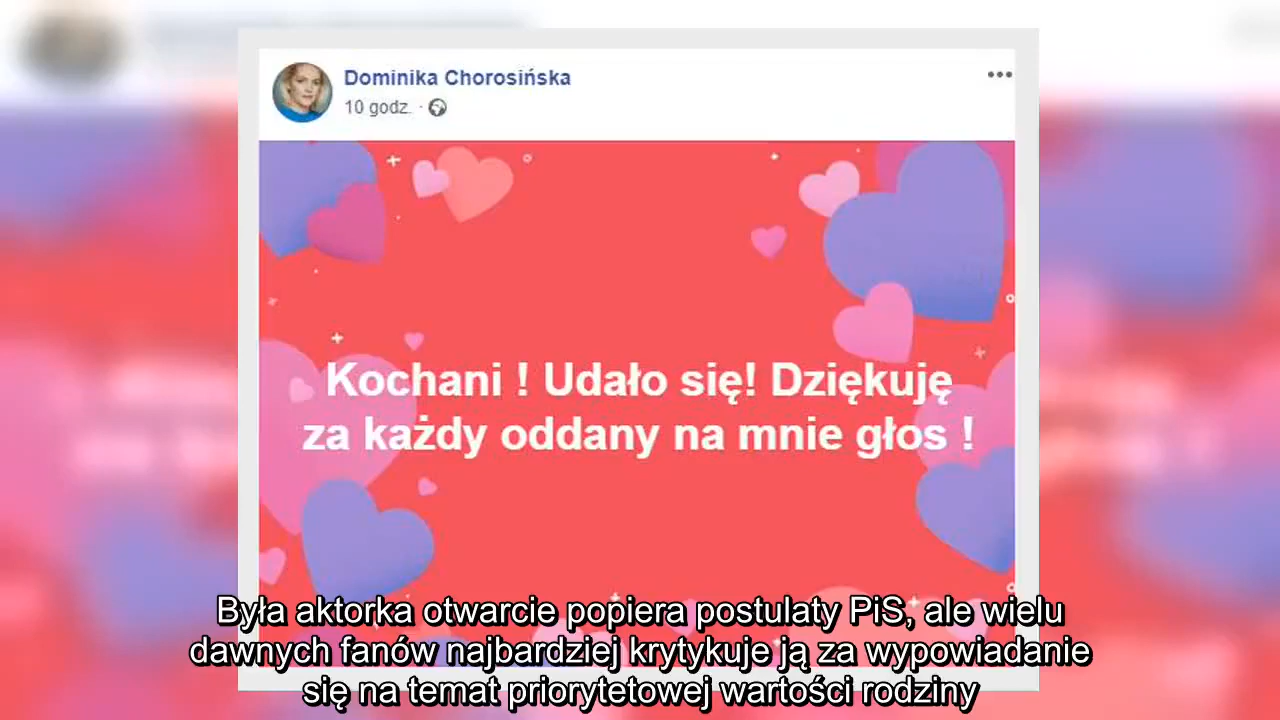 Dominika Chorosińska
10 godz. ·
Kochani ! Udało się! Dziękuję
za każdy oddany na mnie głos !
Była aktorka otwarcie popiera postulaty PiS, ale wielu
dawnych fanów najbardziej krytykuje ją za wypowiadanie
się na temat priorytetowej wartości rodziny